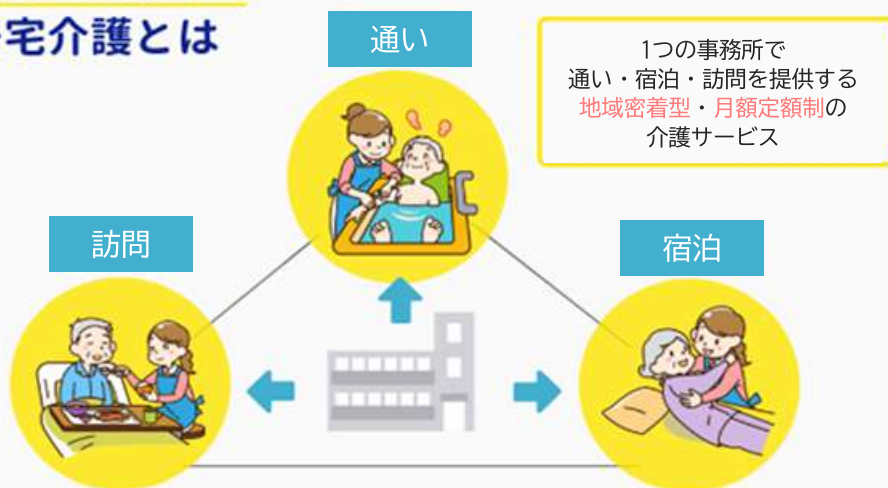 宅介護とは
通い
1つの事務所で
通い・宿泊・訪問を提供する
地域密着型・月額定額制の
介護サービス
訪問
宿泊